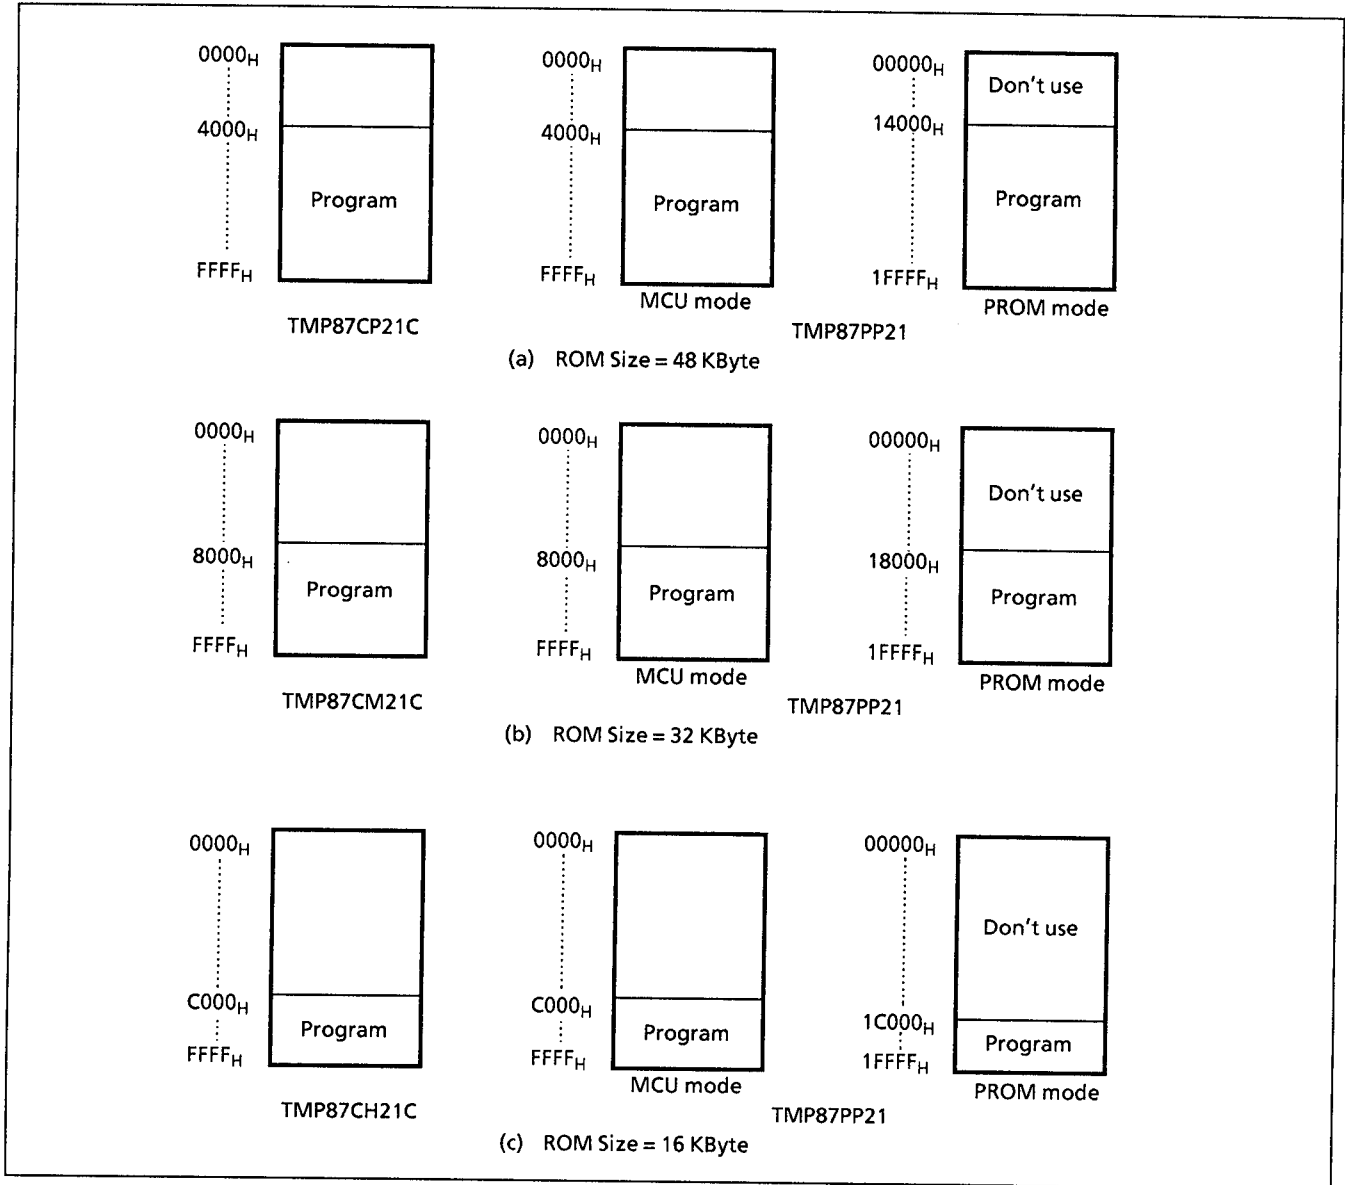 0000H
4000H
Program
FFFFH
TMP87CP21C
0000H
4000H
Program
FFFFH
MCU mode
00000H
Don't use
14000H
Program
1FFFFH
PROM mode
TMP87PP21
(a) ROM Size = 48 KByte
0000H
8000H
Program
FFFFH
TMP87CM21C
0000H
8000H
Program
FFFFH
MCU mode
00000H
Don't use
18000H
Program
1FFFFH
PROM mode
TMP87PP21
(b) ROM Size = 32 KByte
0000H
C000H
Program
FFFFH
TMP87CH21C
0000H
C000H
Program
FFFFH
MCU mode
00000H
Don't use
1C000H
Program
1FFFFH
PROM mode
TMP87PP21
(c) ROM Size = 16 KByte